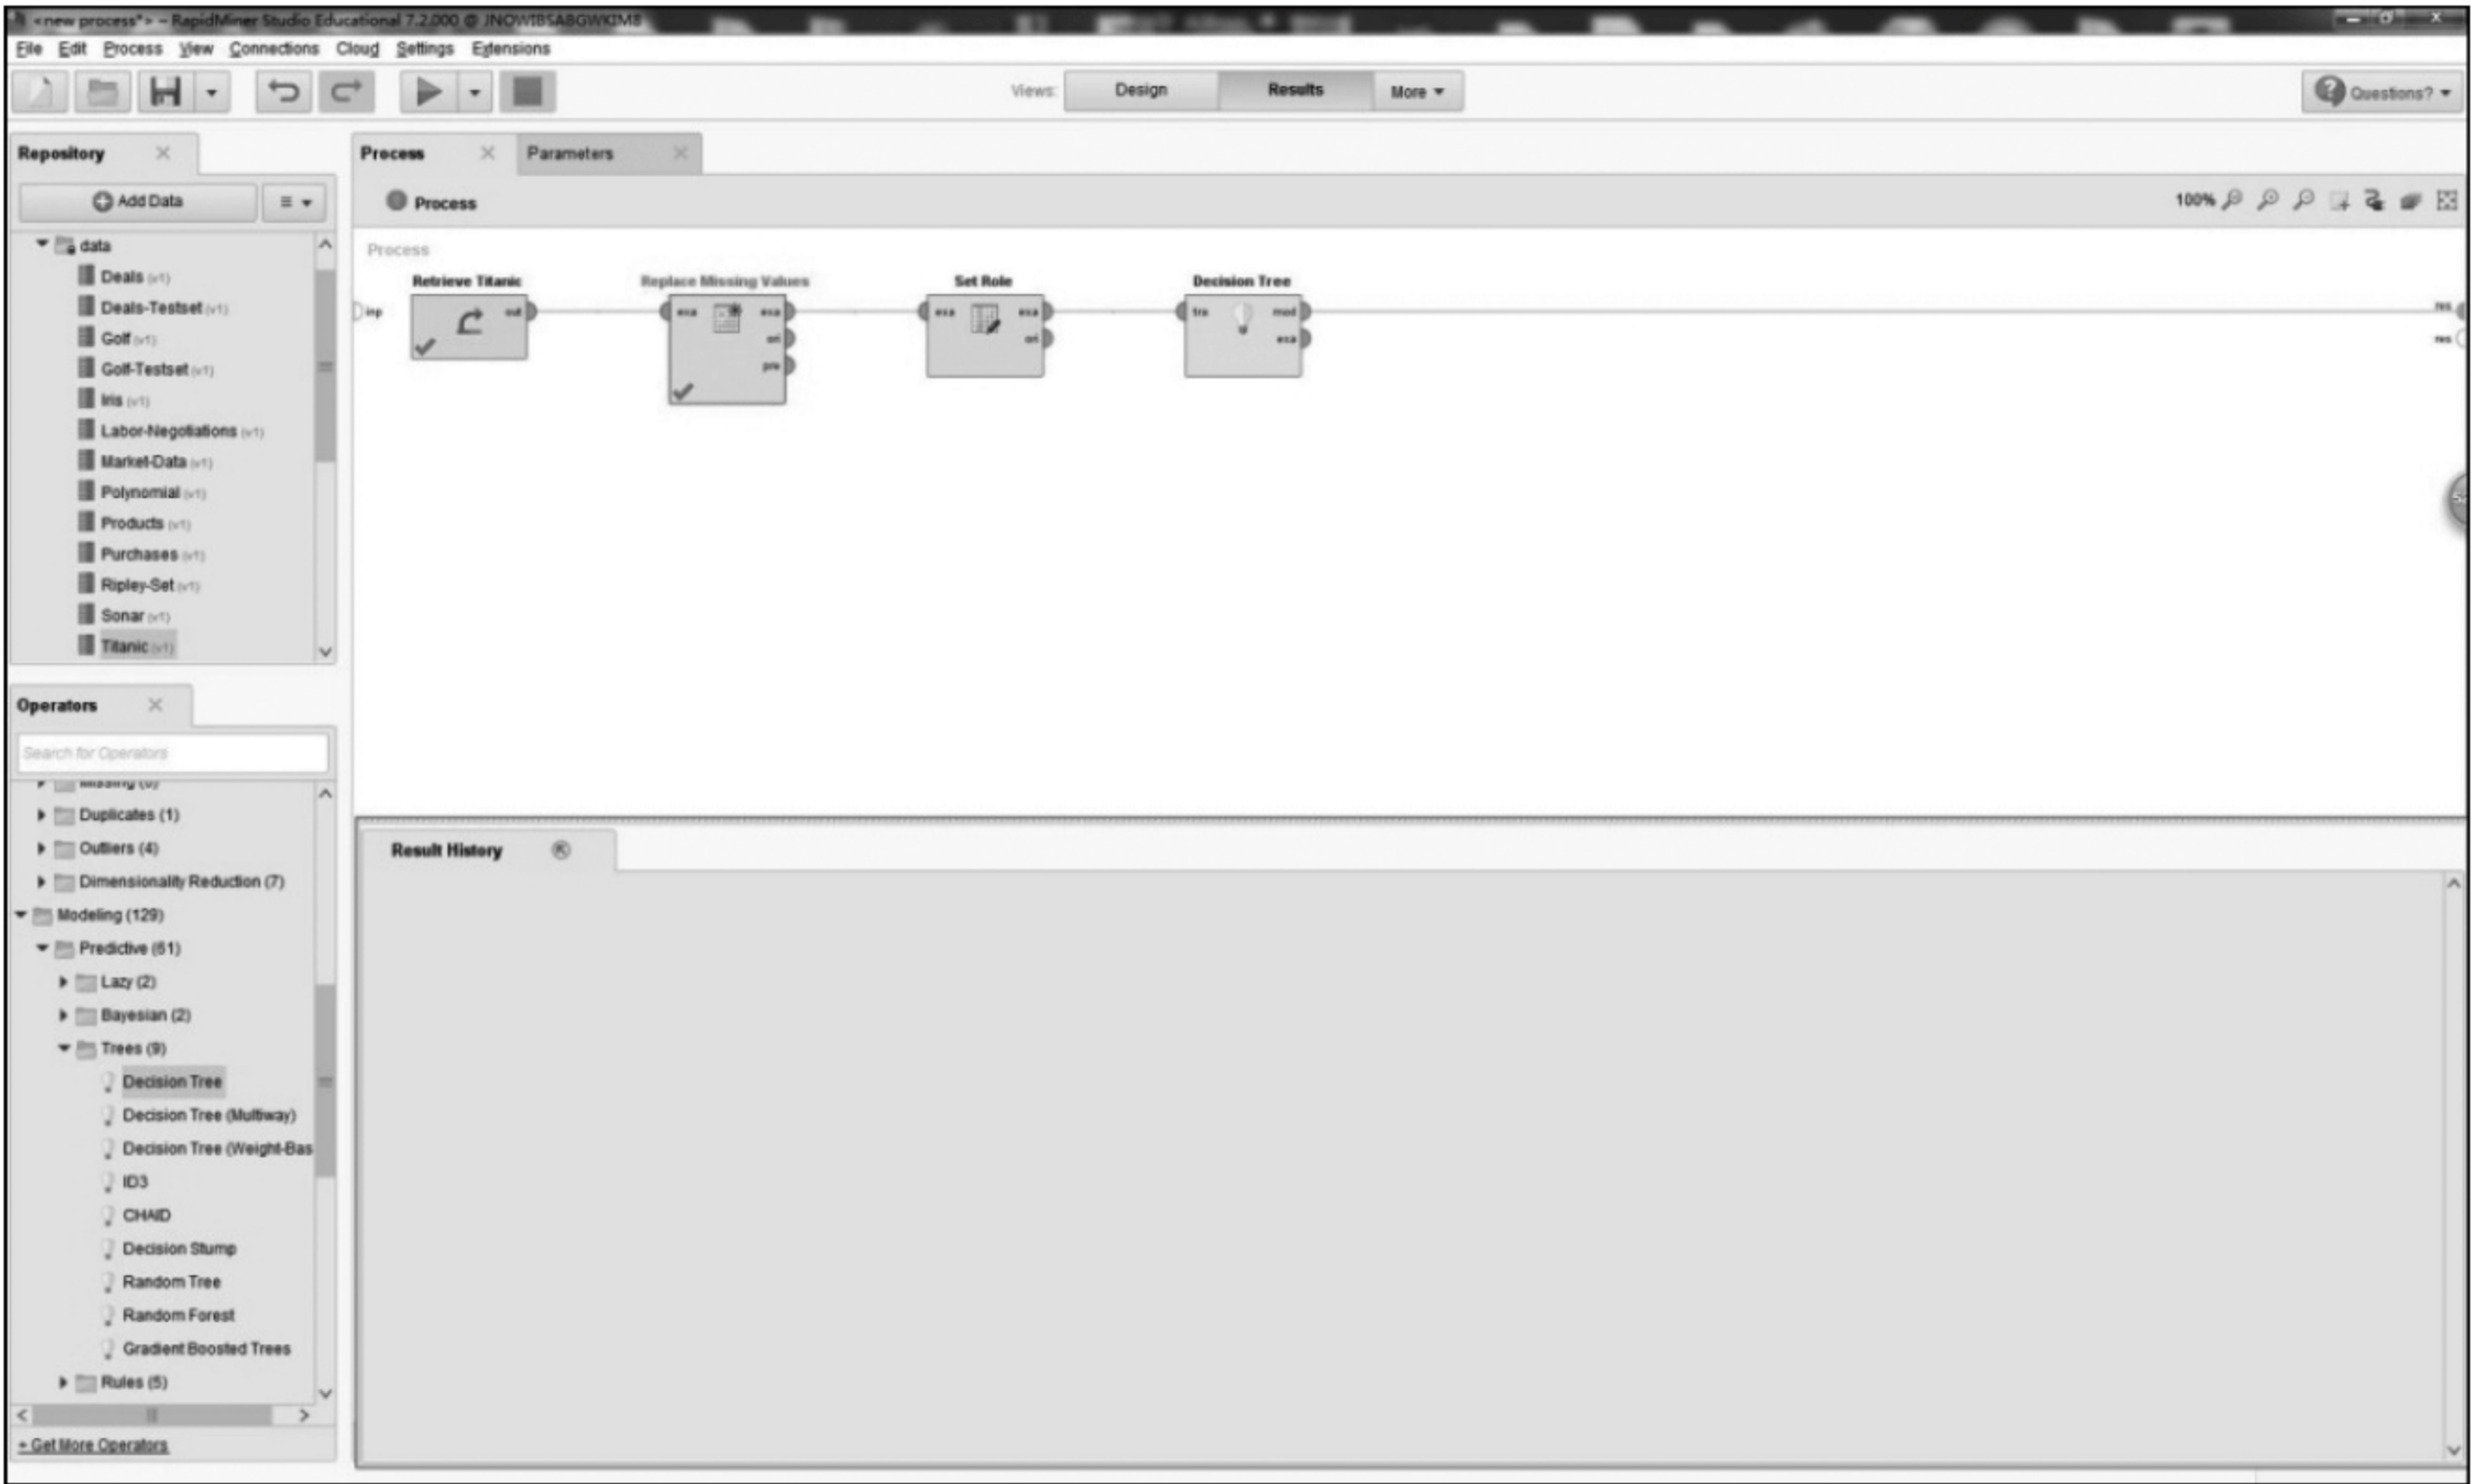 <new process*> – RapidMiner Studio Educational 7.2.000 @ JNOWIBSABGWKIM8
File Edit Process View Connections Cloud Settings Extensions
Views: Design Results More Questions?
Repository
Add Data
data
Deals (v1)
Deals-Testset (v1)
Golf (v1)
Golf-Testset (v1)
Iris (v1)
Labor-Negotiations (v1)
Market-Data (v1)
Polynomial (v1)
Products (v1)
Purchases (v1)
Ripley-Set (v1)
Sonar (v1)
Titanic (v1)
Operators
Search for Operators
Duplicates (1)
Outliers (4)
Dimensionality Reduction (7)
Modeling (129)
Predictive (61)
Lazy (2)
Bayesian (2)
Trees (9)
Decision Tree
Decision Tree (Multiway)
Decision Tree (Weight-Bas
ID3
CHAID
Decision Stump
Random Tree
Random Forest
Gradient Boosted Trees
Rules (5)
+ Get More Operators
Process Parameters
Process
100%
Process
Retrieve Titanic Replace Missing Values Set Role Decision Tree
inp out exa exa exa exa tra mod res
ori ori exa res
pre
Result History